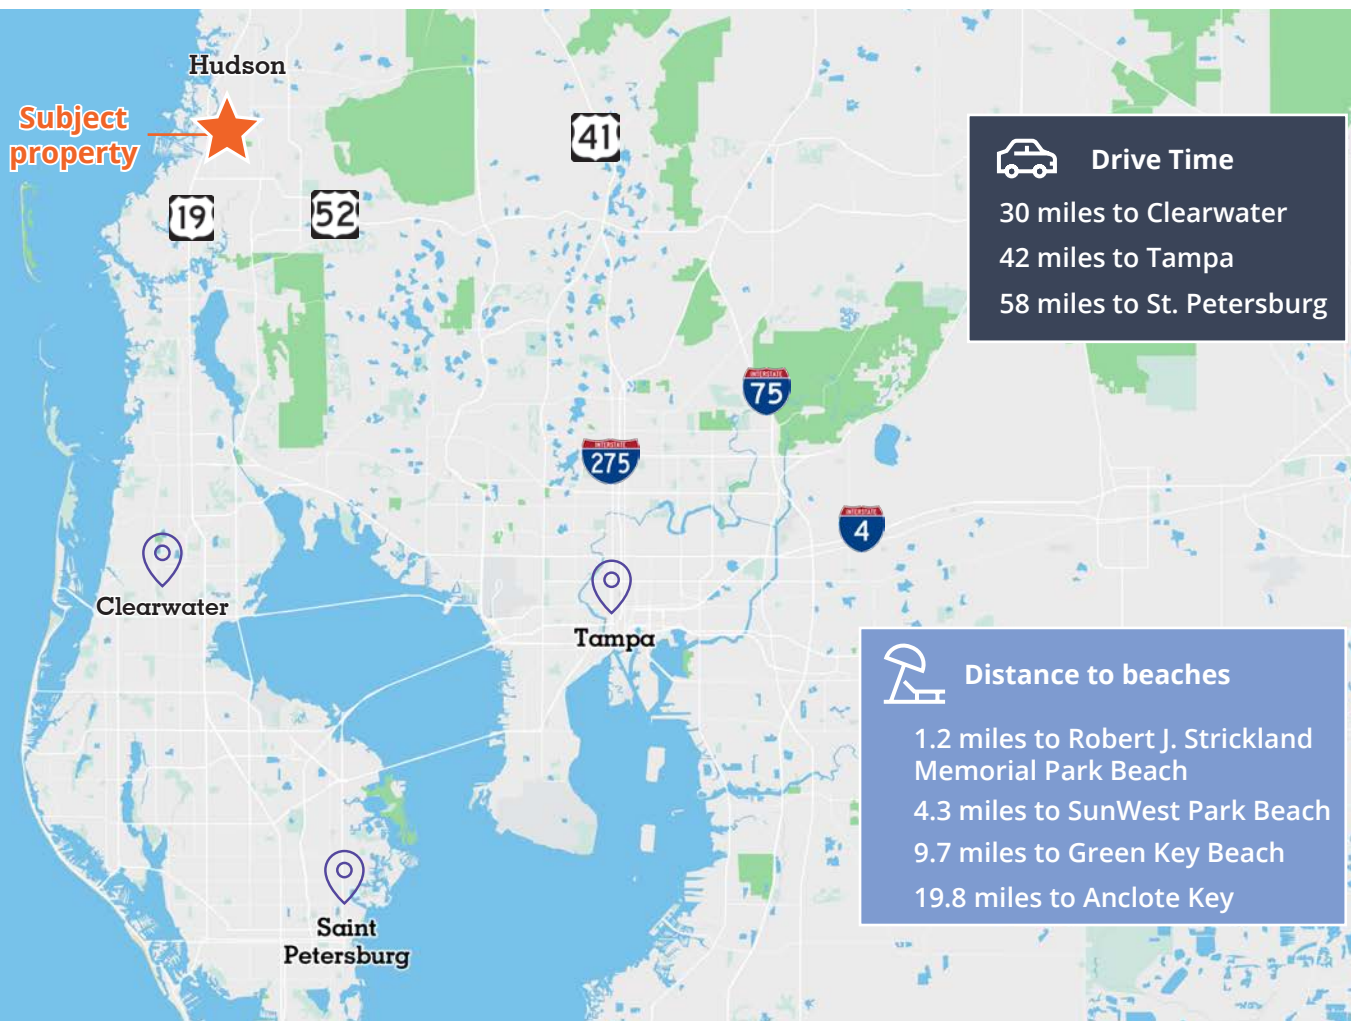 Hudson
Subject
property
41
19
52
Drive Time
30 miles to Clearwater
42 miles to Tampa
58 miles to St. Petersburg
INTERSTATE
75
INTERSTATE
275
INTERSTATE
4
Clearwater
Tampa
Distance to beaches
1.2 miles to Robert J. Strickland
Memorial Park Beach
4.3 miles to SunWest Park Beach
9.7 miles to Green Key Beach
19.8 miles to Anclote Key
Saint
Petersburg